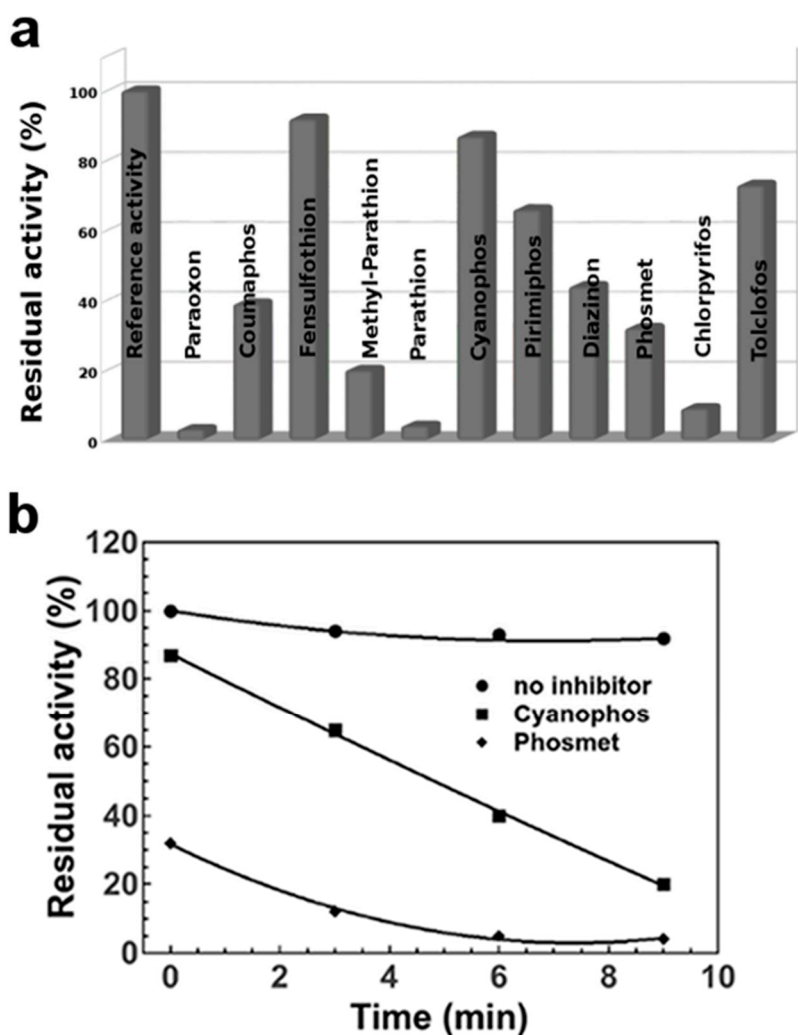 a
Residual activity (%)
100
80
60
40
20
0
Reference activity
Paraoxon
Coumaphos
Fensulfothion
Methyl-Parathion
Parathion
Cyanophos
Pirimiphos
Diazinon
Phosmet
Chlorpyrifos
Tolclofos
b
Residual activity (%)
120
100
80
60
40
20
0
no inhibitor
Cyanophos
Phosmet
0 2 4 6 8 10
Time (min)